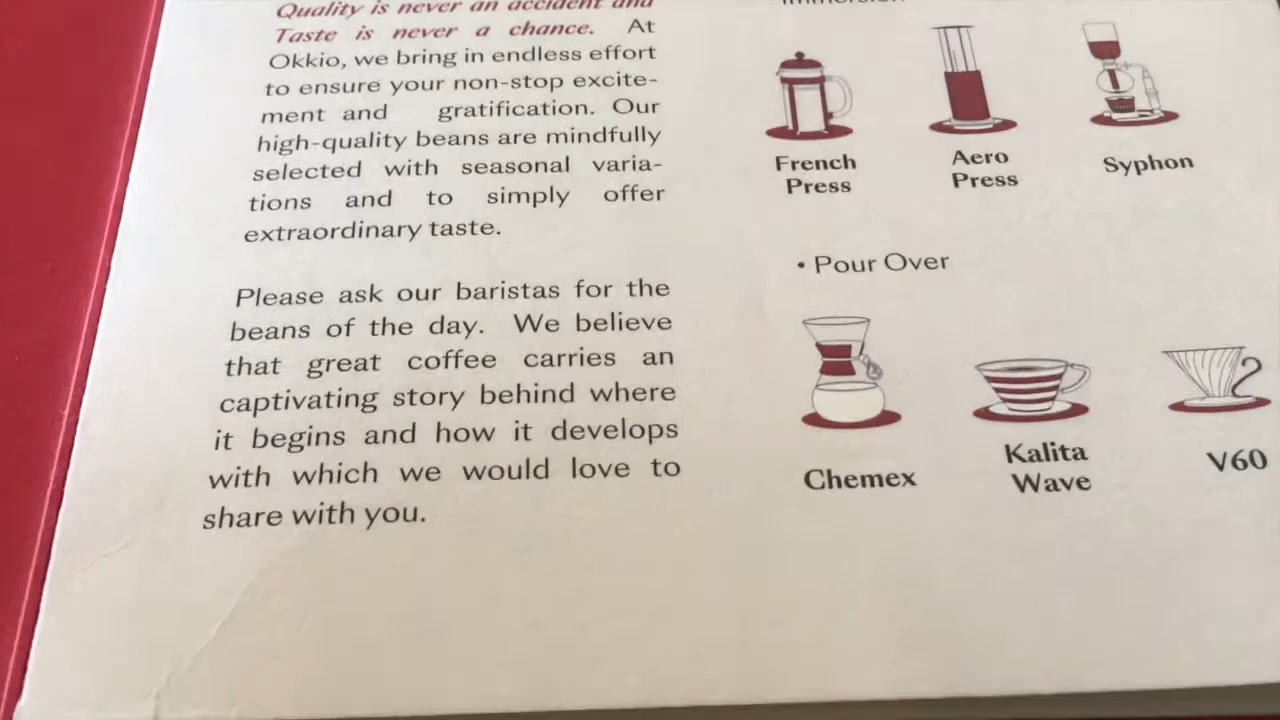 Quality is never an accident and
Taste is never a chance. At
Okkio, we bring in endless effort
to ensure your non-stop excite-
ment and gratification. Our
high-quality beans are mindfully
selected with seasonal varia-
tions and to simply offer
extraordinary taste.
Please ask our baristas for the
beans of the day. We believe
that great coffee carries an
captivating story behind where
it begins and how it develops
with which we would love to
share with you.
• Immersion
French
Press
Aero
Press
Syphon
• Pour Over
Chemex
Kalita
Wave
V60